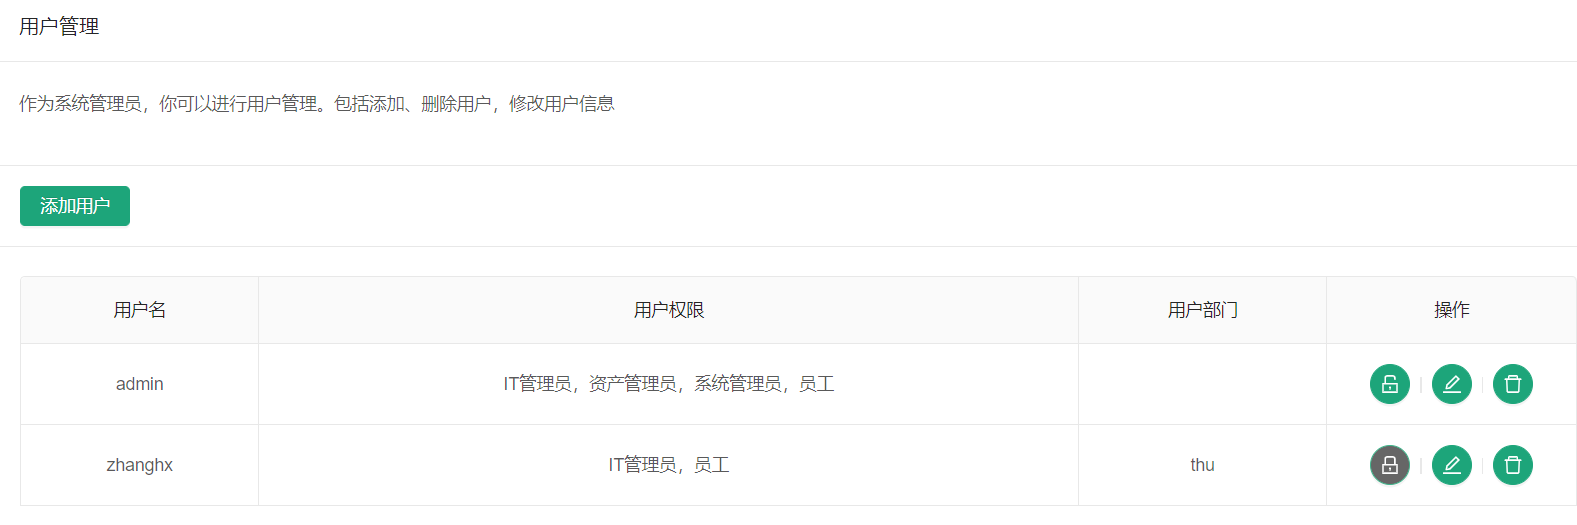 用户管理
作为系统管理员，你可以进行用户管理。包括添加、删除用户，修改用户信息
添加用户
用户名 用户权限 用户部门 操作
admin IT管理员，资产管理员，系统管理员，员工
zhanghx IT管理员，员工 thu